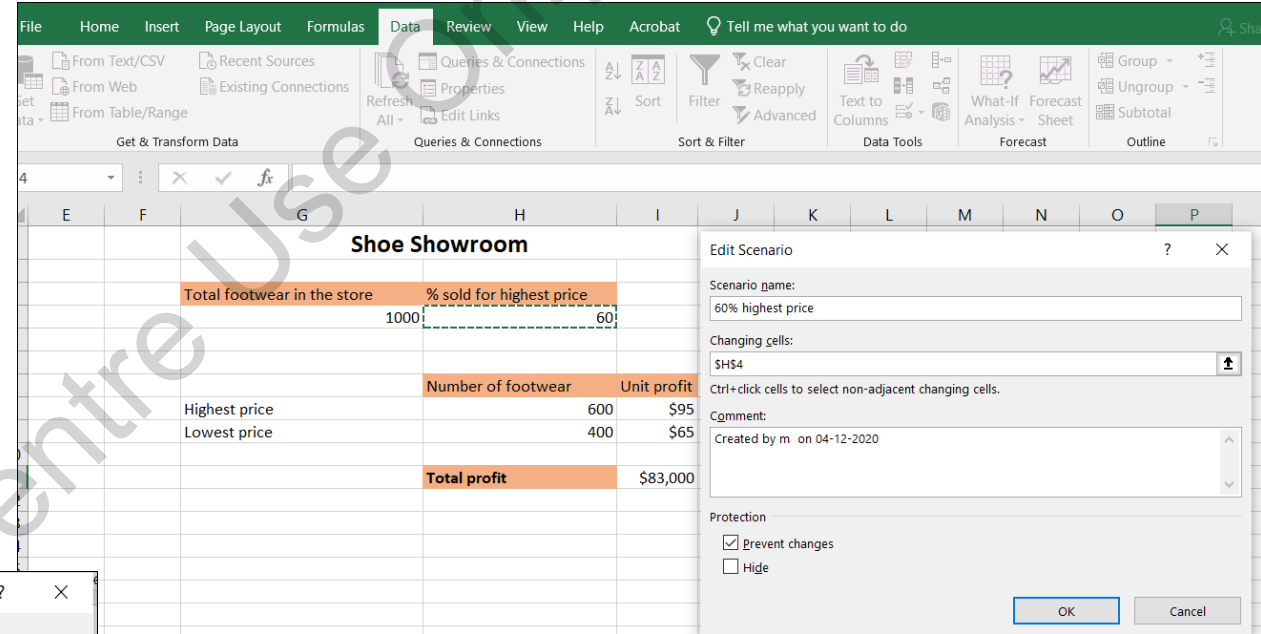 File Home Insert Page Layout Formulas Data Review View Help Acrobat Tell me what you want to do
From Text/CSV
From Web
From Table/Range
Get & Transform Data
Recent Sources
Existing Connections
Refresh
All
Queries & Connections
Properties
Edit Links
Queries & Connections
Sort
Filter
Clear
Reapply
Advanced
Sort & Filter
Text to
Columns
Data Tools
What-If
Analysis
Forecast
Sheet
Forecast
Group
Ungroup
Subtotal
Outline
4
fx
E F G H I J K L M N O P
Shoe Showroom
Total footwear in the store % sold for highest price
1000 60
Number of footwear Unit profit
Highest price 600 $95
Lowest price 400 $65
Total profit $83,000
Edit Scenario ?
Scenario name:
60% highest price
Changing cells:
$H$4
Ctrl+click cells to select non-adjacent changing cells.
Comment:
Created by m on 04-12-2020
Protection
Prevent changes
Hide
OK Cancel
?